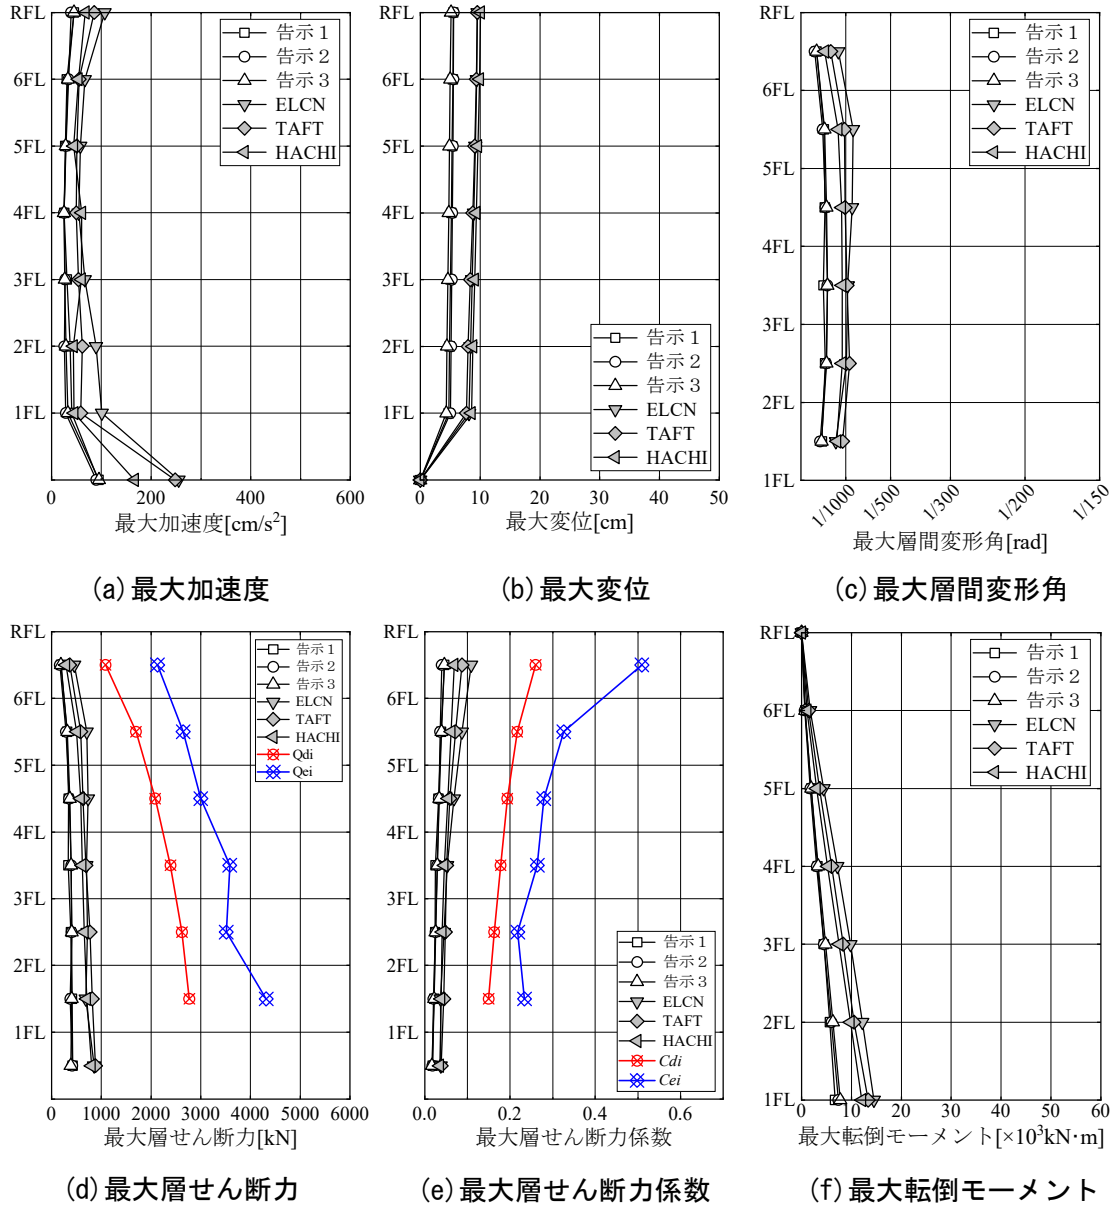 RFL
6FL
5FL
4FL
3FL
2FL
1FL
告示１
告示２
告示３
ELCN
TAFT
HACHI
0
200
400
600
最大加速度[cm/s²]
(a)最大加速度
RFL
6FL
5FL
4FL
3FL
2FL
1FL
告示１
告示２
告示３
ELCN
TAFT
HACHI
0
10
20
30
40
50
最大変位[cm]
(b)最大変位
RFL
6FL
5FL
4FL
3FL
2FL
1FL
告示１
告示２
告示３
ELCN
TAFT
HACHI
1/1000
1/500
1/300
1/200
1/150
最大層間変形角[rad]
(c)最大層間変形角
RFL
6FL
5FL
4FL
3FL
2FL
1FL
告示１
告示２
告示３
ELCN
TAFT
HACHI
Qdi
Qei
0
1000
2000
3000
4000
5000
6000
最大層せん断力[kN]
(d)最大層せん断力
RFL
6FL
5FL
4FL
3FL
2FL
1FL
告示１
告示２
告示３
ELCN
TAFT
HACHI
Cdi
Cei
0.0
0.2
0.4
0.6
最大層せん断力係数
(e)最大層せん断力係数
RFL
6FL
5FL
4FL
3FL
2FL
1FL
告示１
告示２
告示３
ELCN
TAFT
HACHI
0
10
20
30
40
50
60
最大転倒モーメント[×10³kN·m]
(f)最大転倒モーメント